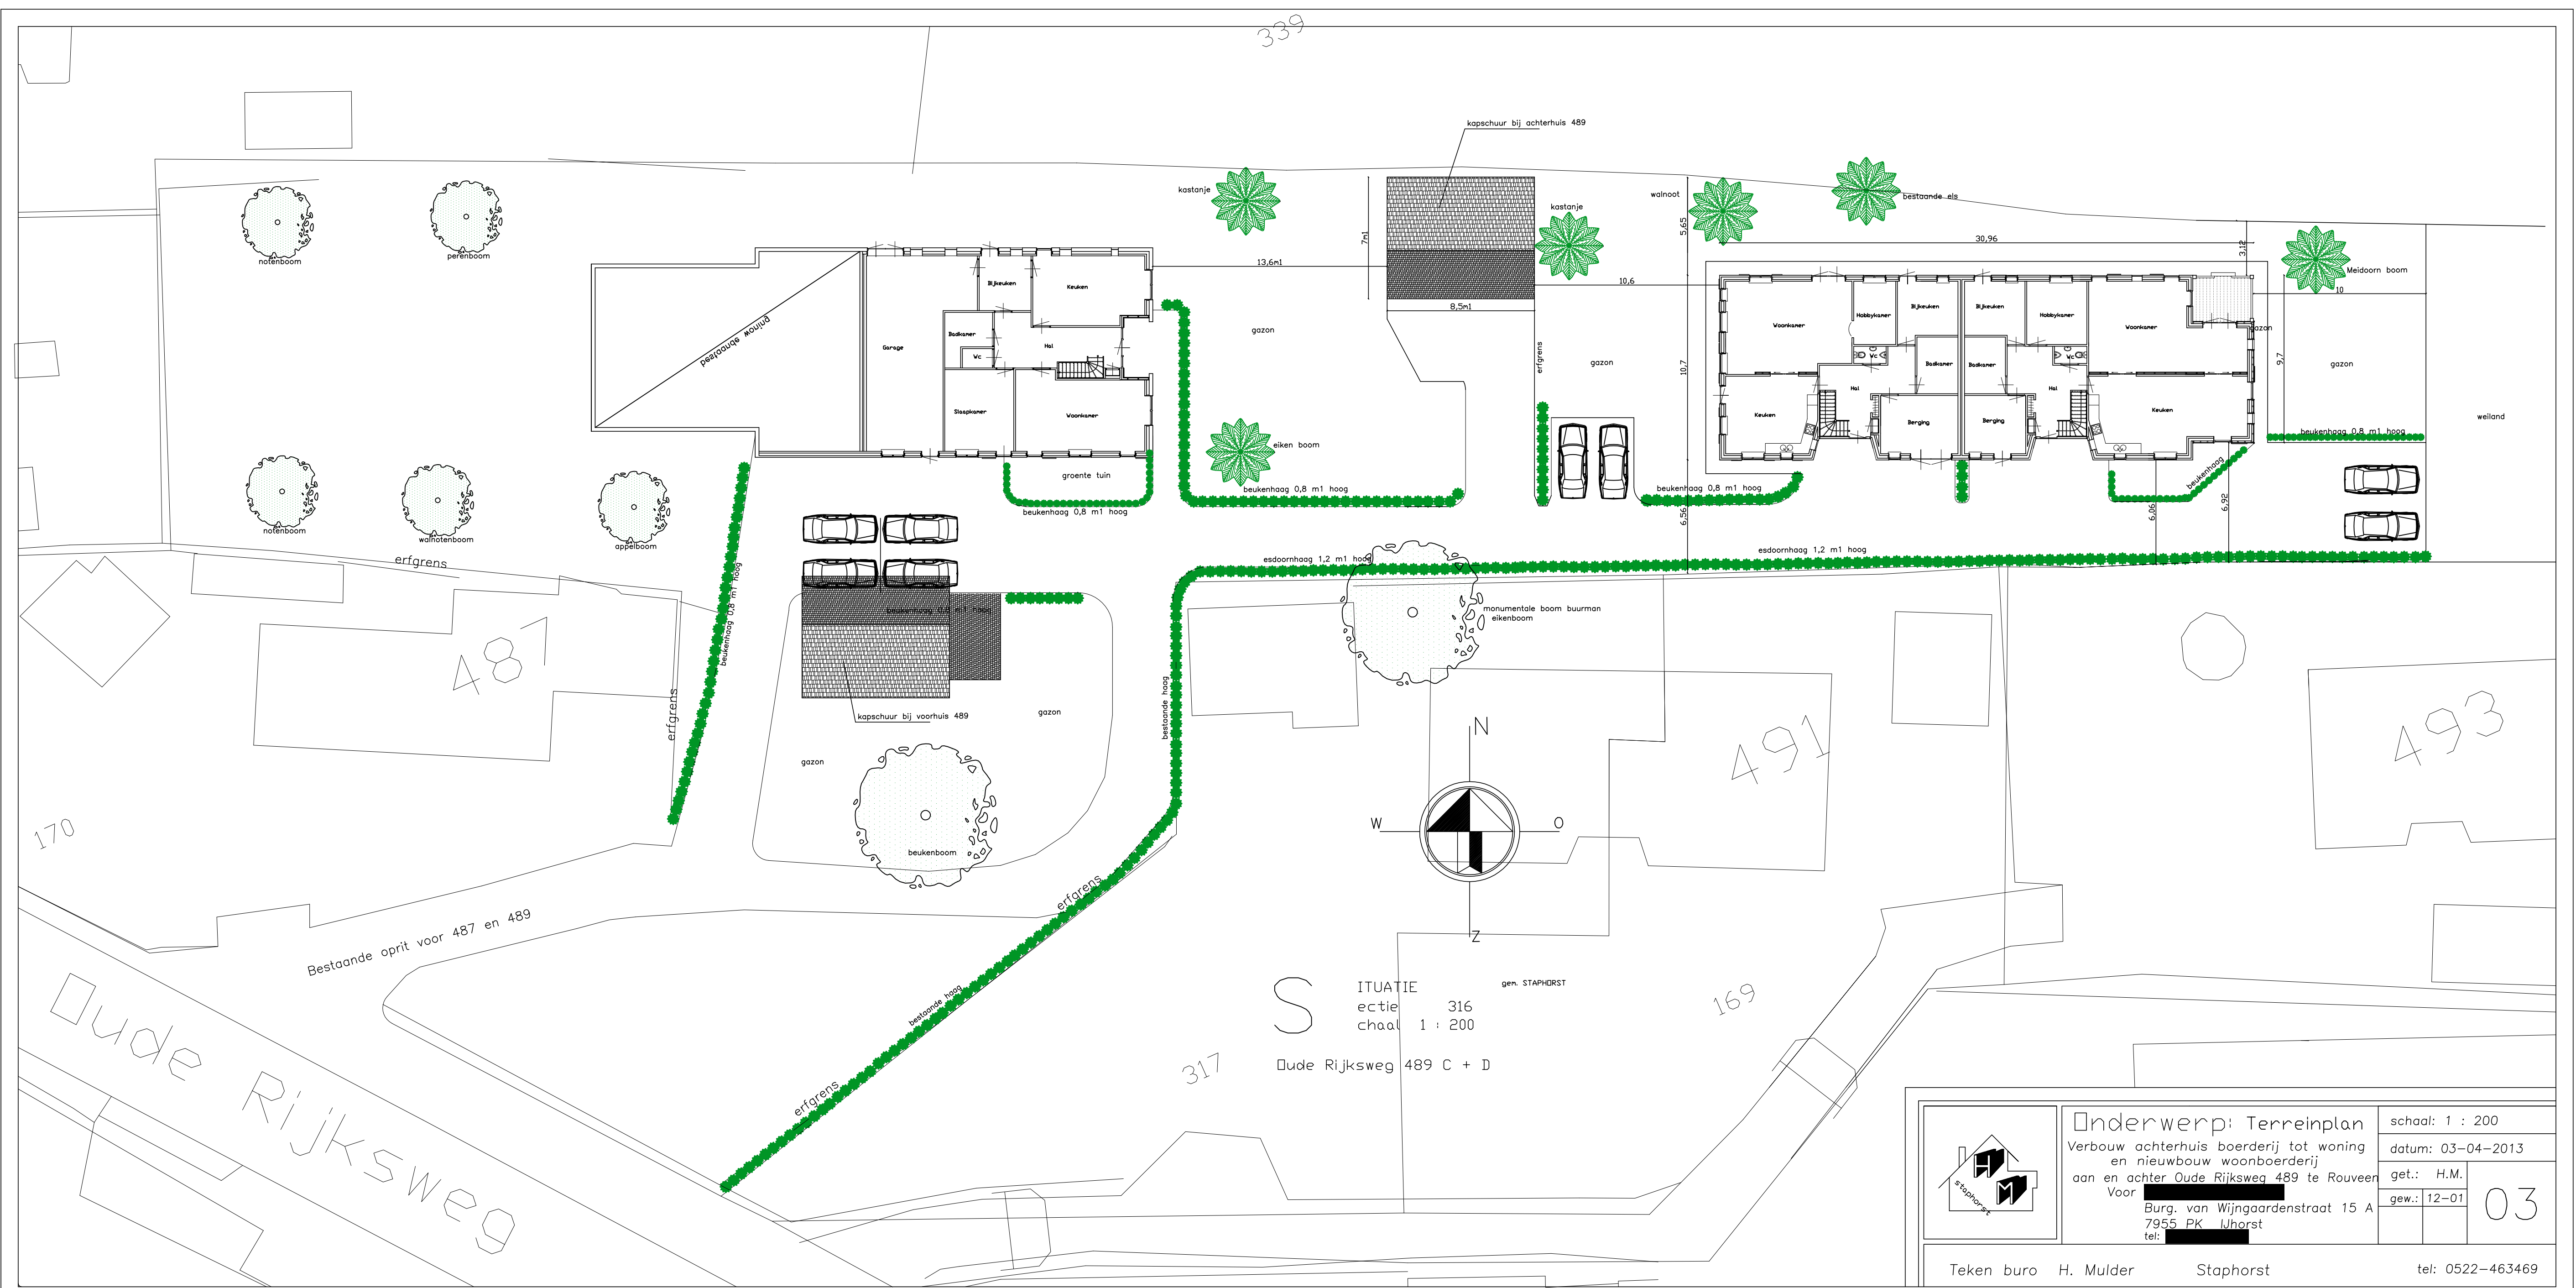 339
kapschuur bij achterhuis 489
kastanje
kastanje
walnoot
bestaande els
notenboom
perenboom
Meidoorn boom
7m1
13,6m1
8,5m1
10,6
5,65
30,96
3,12
10
10,7
9,7
Bijkeuken
Keuken
Badkamer
Wc
Hal
Garage
Slaapkamer
Woonkamer
gazon
erfgrens
gazon
Woonkamer
Hobbykamer
Bijkeuken
Bijkeuken
Hobbykamer
Woonkamer
Wc
Badkamer
Badkamer
Wc
Hal
Hal
Keuken
Berging
Berging
Keuken
gazon
gazon
weiland
eiken boom
groente tuin
beukenhaag 0,8 m1 hoog
beukenhaag 0,8 m1 hoog
beukenhaag 0,8 m1 hoog
beukenhaag 0,8 m1 hoog
beukenhaag
6,56
6,06
6,92
notenboom
walnotenboom
appelboom
erfgrens
esdoornhaag 1,2 m1 hoog
esdoornhaag 1,2 m1 hoog
beukenhaag 0,8 m1 hoog
beukenhaag 0,8 m1 hoog
monumentale boom buurman
eikenboom
487
erfgrens
kapschuur bij voorhuis 489
gazon
gazon
bestaande haag
beukenboom
491
493
N
W
O
Z
170
Bestaande oprit voor 487 en 489
erfgrens
bestaande haag
erfgrens
SITUATIE
ectie 316
chaal 1 : 200
gem. STAPHORST
Oude Rijksweg 489 C + D
169
317
Oude Rijksweg
H M
staphorst
Onderwerp: Terreinplan
Verbouw achterhuis boerderij tot woning
en nieuwbouw woonboerderij
aan en achter Oude Rijksweg 489 te Rouveen
Voor
Burg. van Wijngaardenstraat 15 A
7955 PK IJhorst
tel:
schaal: 1 : 200
datum: 03-04-2013
get.: H.M.
gew.: 12-01
03
Teken buro H. Mulder Staphorst tel: 0522-463469